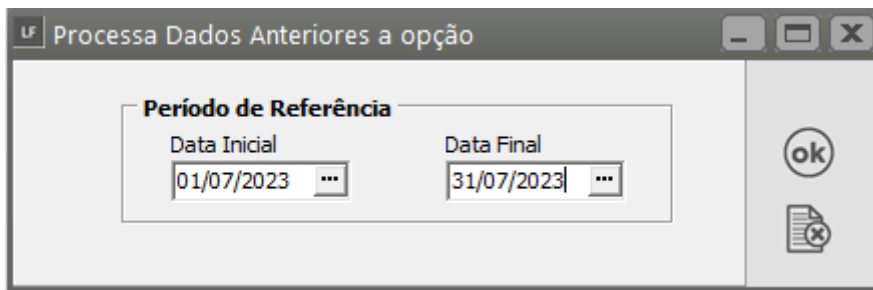 LF Processa Dados Anteriores a opção
Período de Referência
Data Inicial Data Final
01/07/2023 ... 31/07/2023 ...
ok